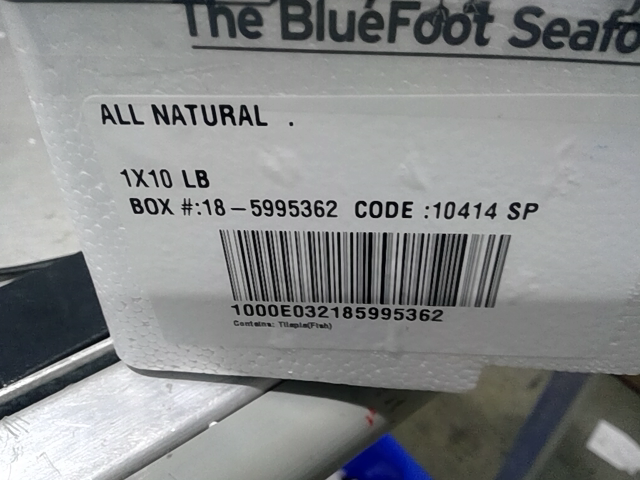 The BlueFoot Seafo
ALL NATURAL .
1X10 LB
BOX #:18-5995362 CODE :10414 SP
1000E032185995362
Contains: Tilapia(Fish)